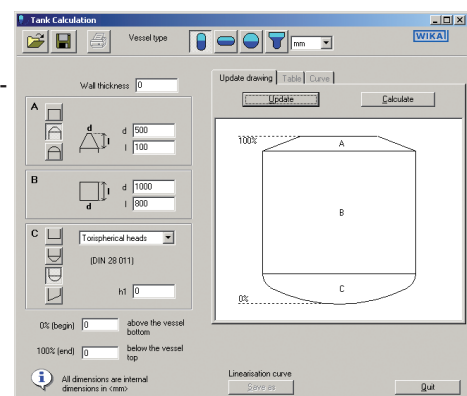 Tank Calculation
Vessel type
mm
WIKA
Wall thickness 0
A
d
l
d 500
l 100
B
l
d
d 1000
l 800
C
Torispherical heads
(DIN 28 011)
h1 0
0% (begin) 0 above the vessel
bottom
100% (end) 0 below the vessel
top
All dimensions are internal
dimensions in <mm>
Update drawing Table Curve
Update Calculate
100%
A
B
C
0%
Linearisation curve
Save as Quit